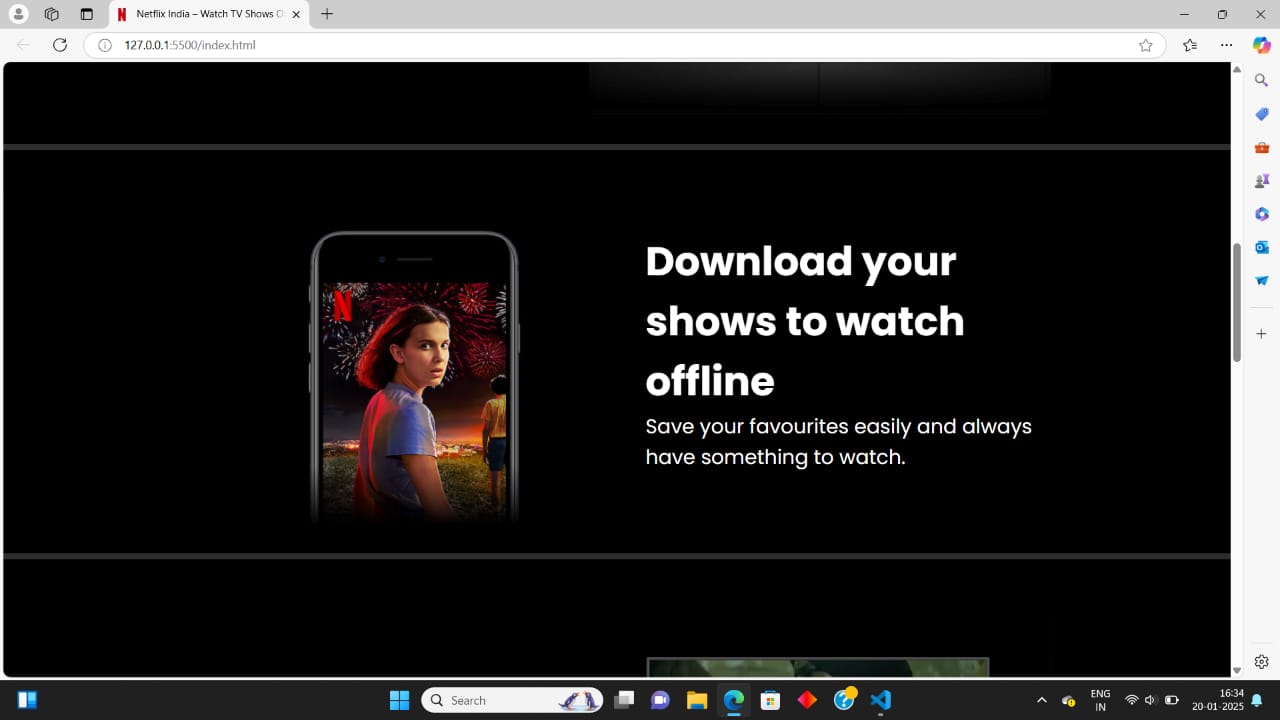 Netflix India – Watch TV Shows O
127.0.0.1:5500/index.html
N
Download your
shows to watch
offline
Save your favourites easily and always
have something to watch.
Search
ENG
IN
16:34
20-01-2025